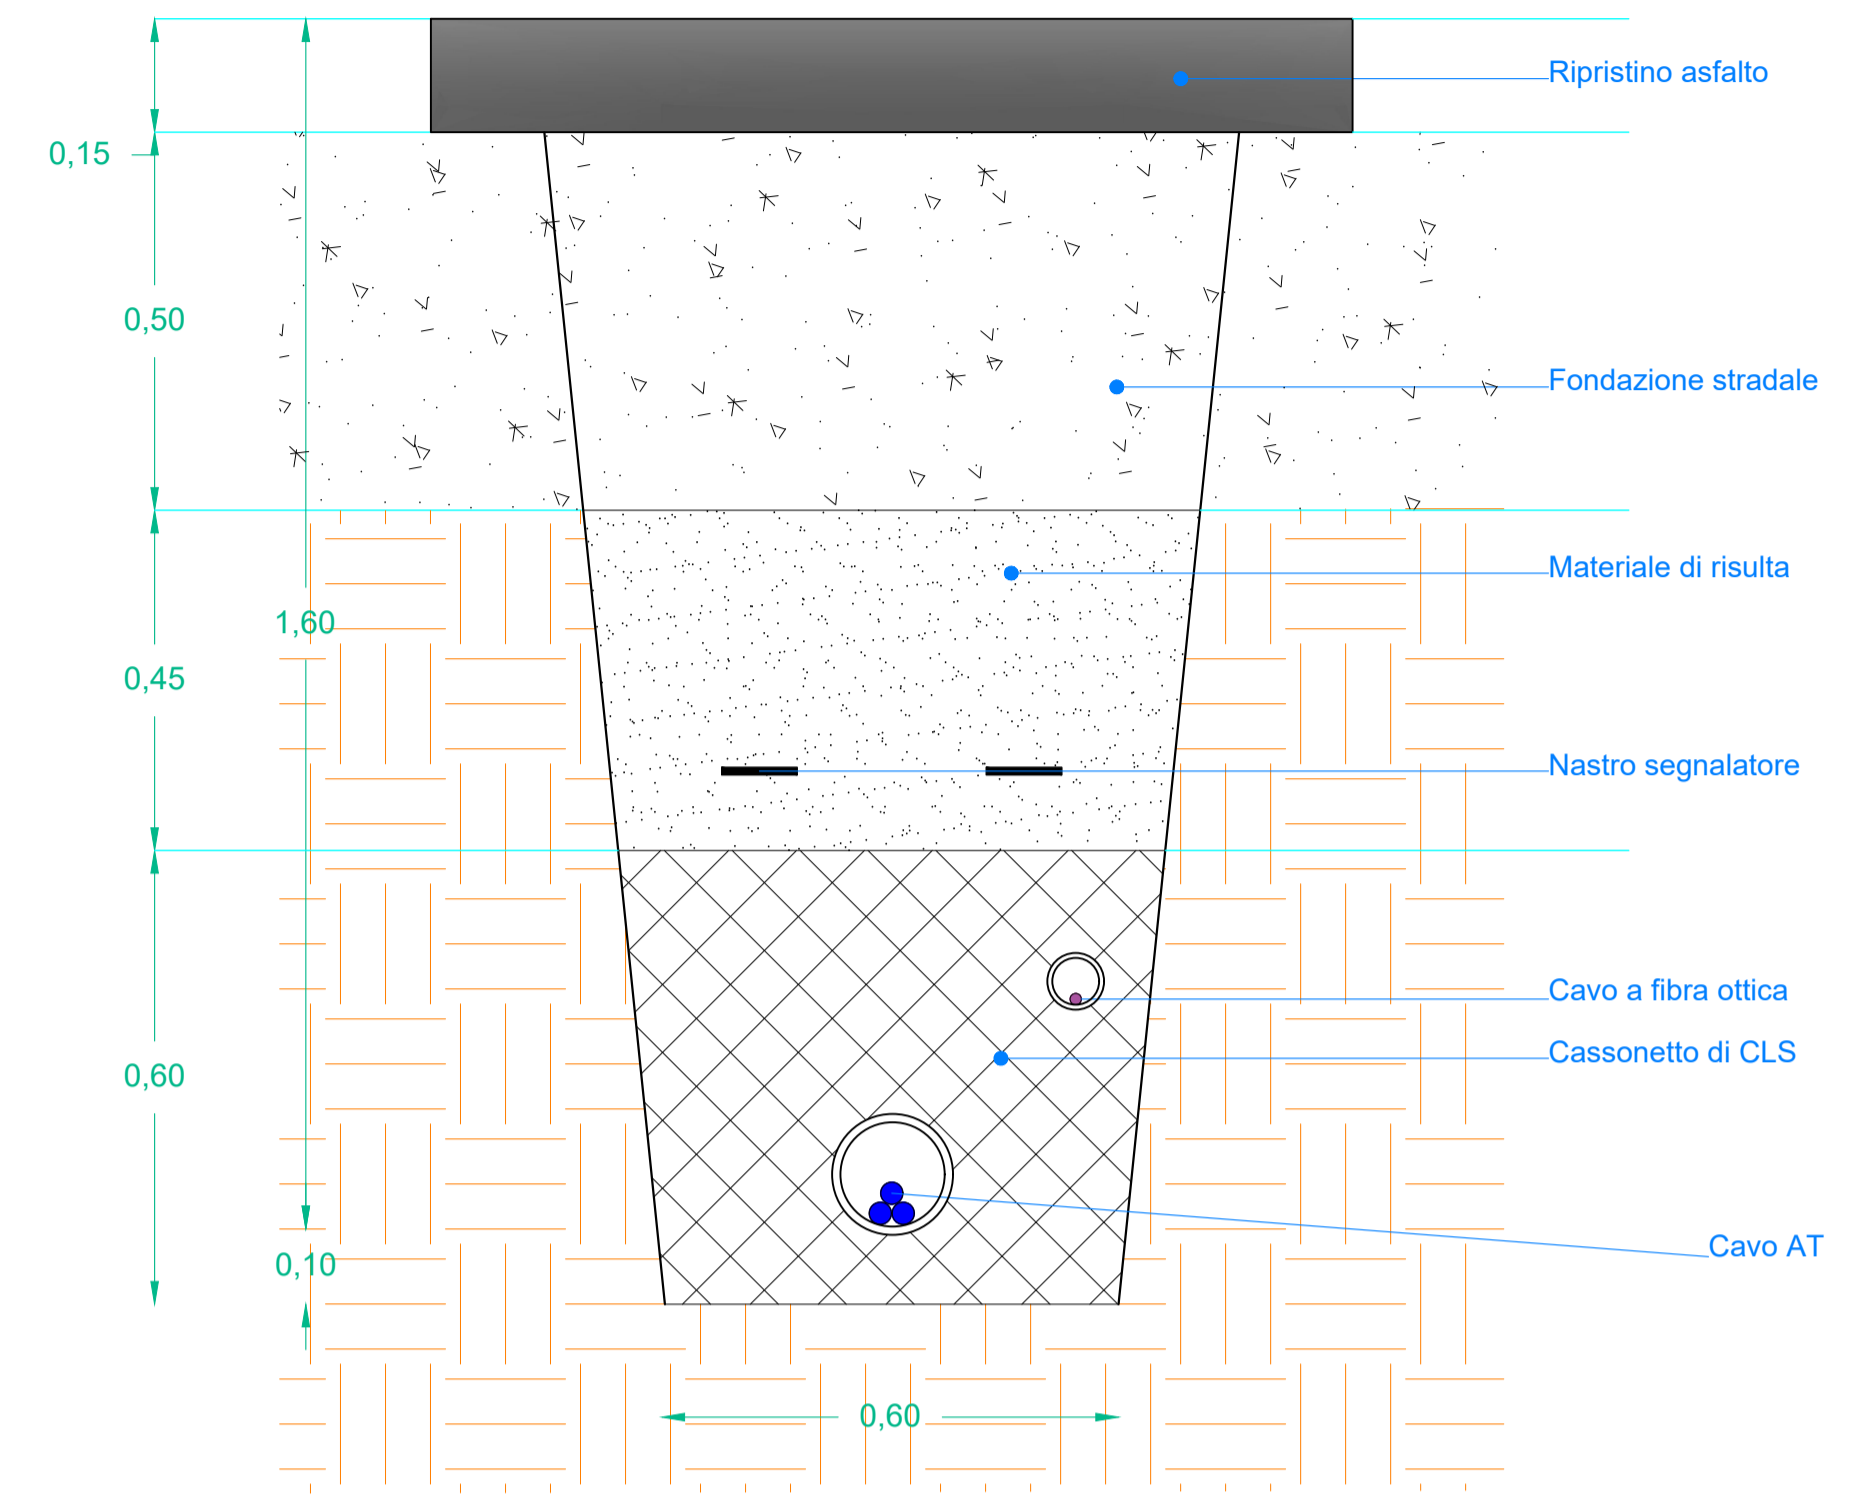 Ripristino asfalto
0,15
0,50
Fondazione stradale
Materiale di risulta
1,60
0,45
Nastro segnalatore
Cavo a fibra ottica
Cassonetto di CLS
0,60
Cavo AT
0,10
0,60